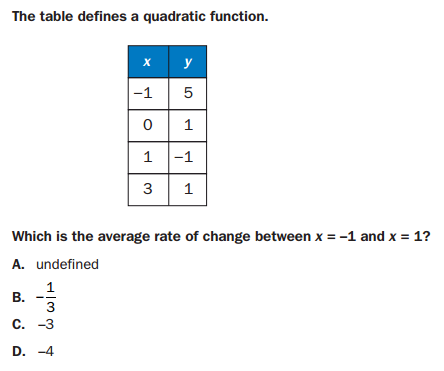 The table defines a quadratic function.
x y
–1 5
0 1
1 –1
3 1
Which is the average rate of change between x = –1 and x = 1?
A. undefined
B. –1/3
C. –3
D. –4